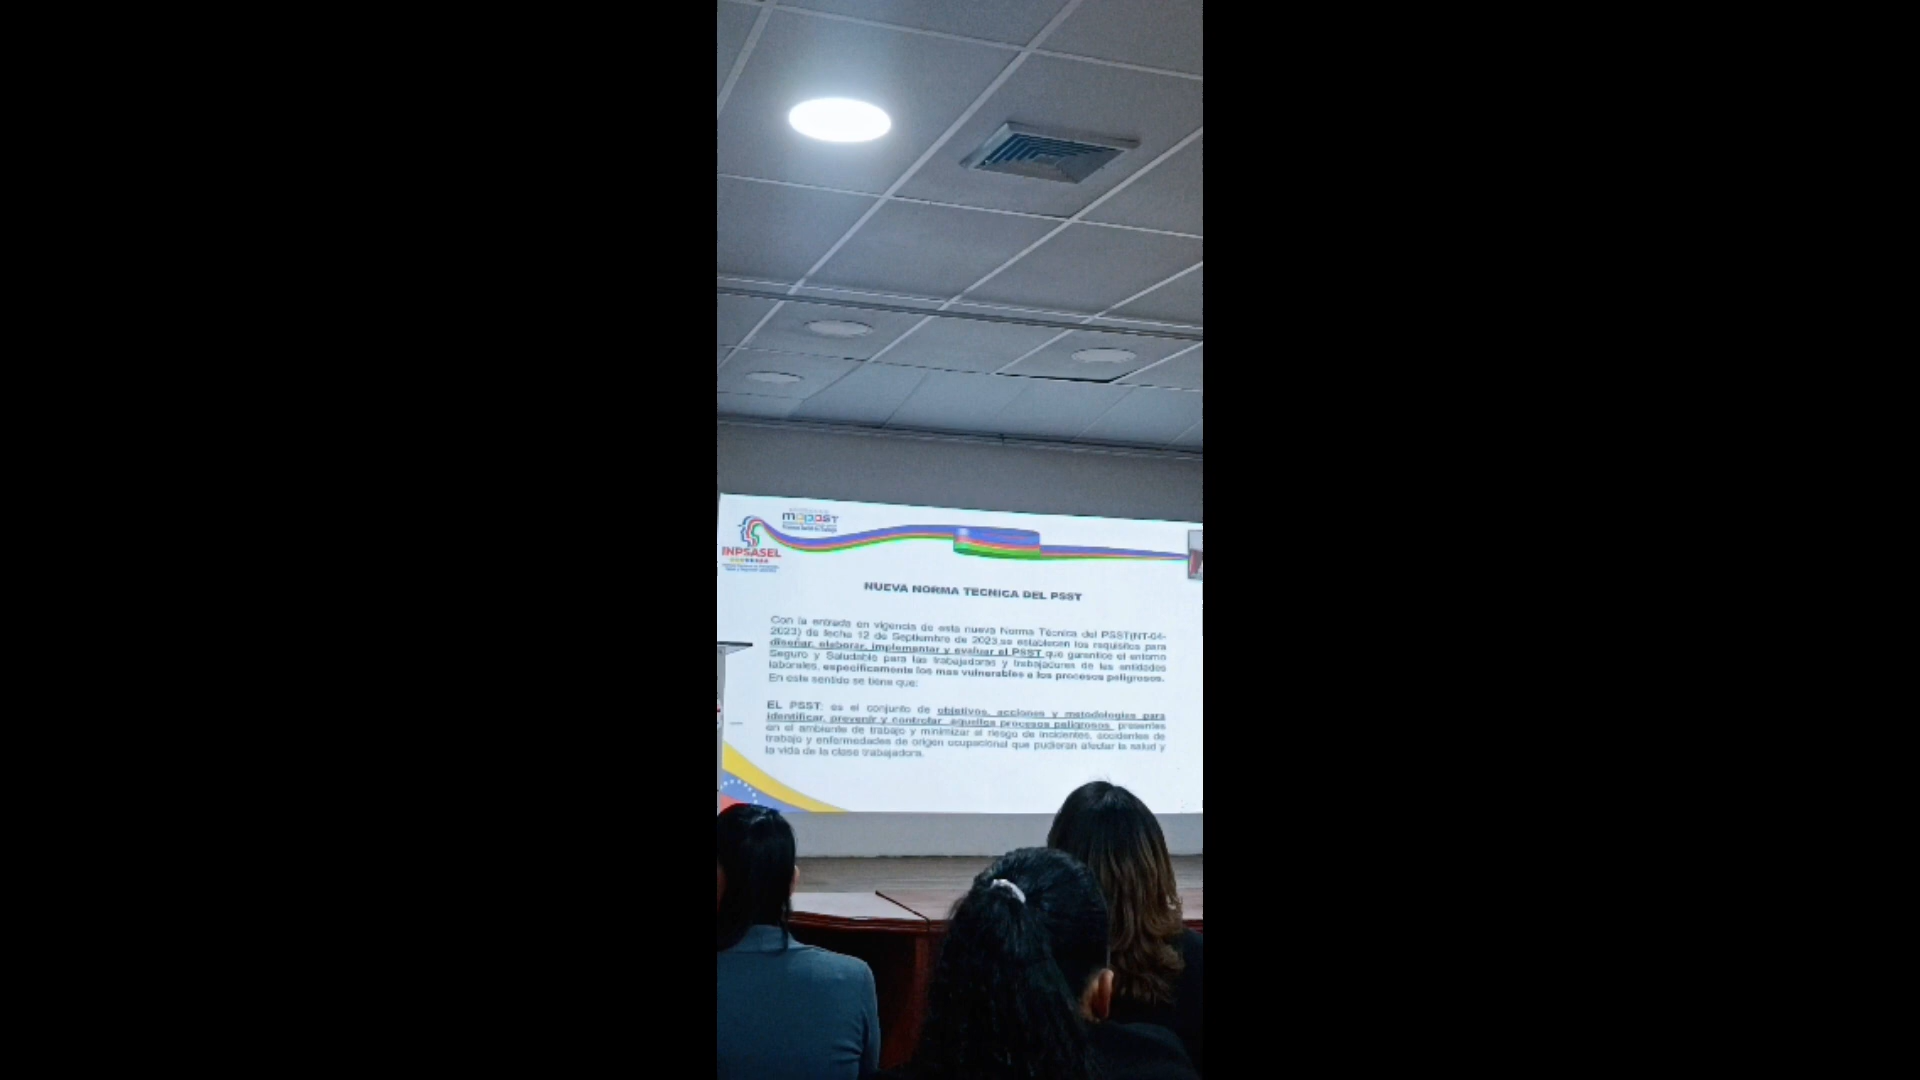 mppPST
INPSASEL
NUEVA NORMA TECNICA DEL PSST
Con la entrada en vigencia de esta nueva Norma Técnica del PSST(NT-04-
2023) de fecha 12 de Septiembre de 2023,se establecen los requisitos para
diseñar, elaborar, implementar y evaluar el PSST que garantice el entorno
Seguro y Saludable para las trabajadoras y trabajadores de las entidades
laborales, específicamente los mas vulnerables a los procesos peligrosos.
En este sentido se tiene que:
EL PSST: es el conjunto de objetivos, acciones y metodologías para
identificar, prevenir y controlar aquellos procesos peligrosos presentes
en el ambiente de trabajo y minimizar el riesgo de incidentes, accidentes de
trabajo y enfermedades de origen ocupacional que pudieran afectar la salud y
la vida de la clase trabajadora.